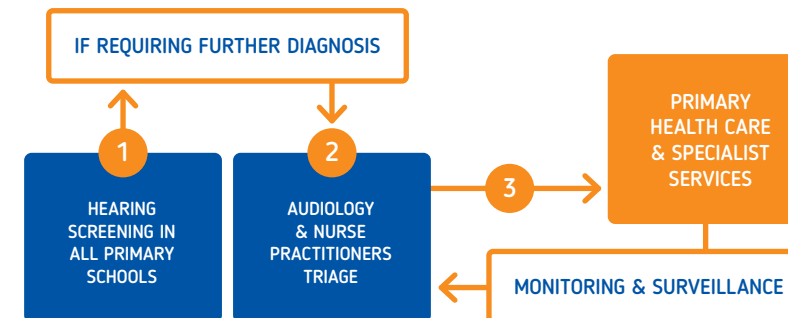 IF REQUIRING FURTHER DIAGNOSIS
1
HEARING
SCREENING IN
ALL PRIMARY
SCHOOLS
2
AUDIOLOGY
& NURSE
PRACTITIONERS
TRIAGE
3
PRIMARY
HEALTH CARE
& SPECIALIST
SERVICES
MONITORING & SURVEILLANCE